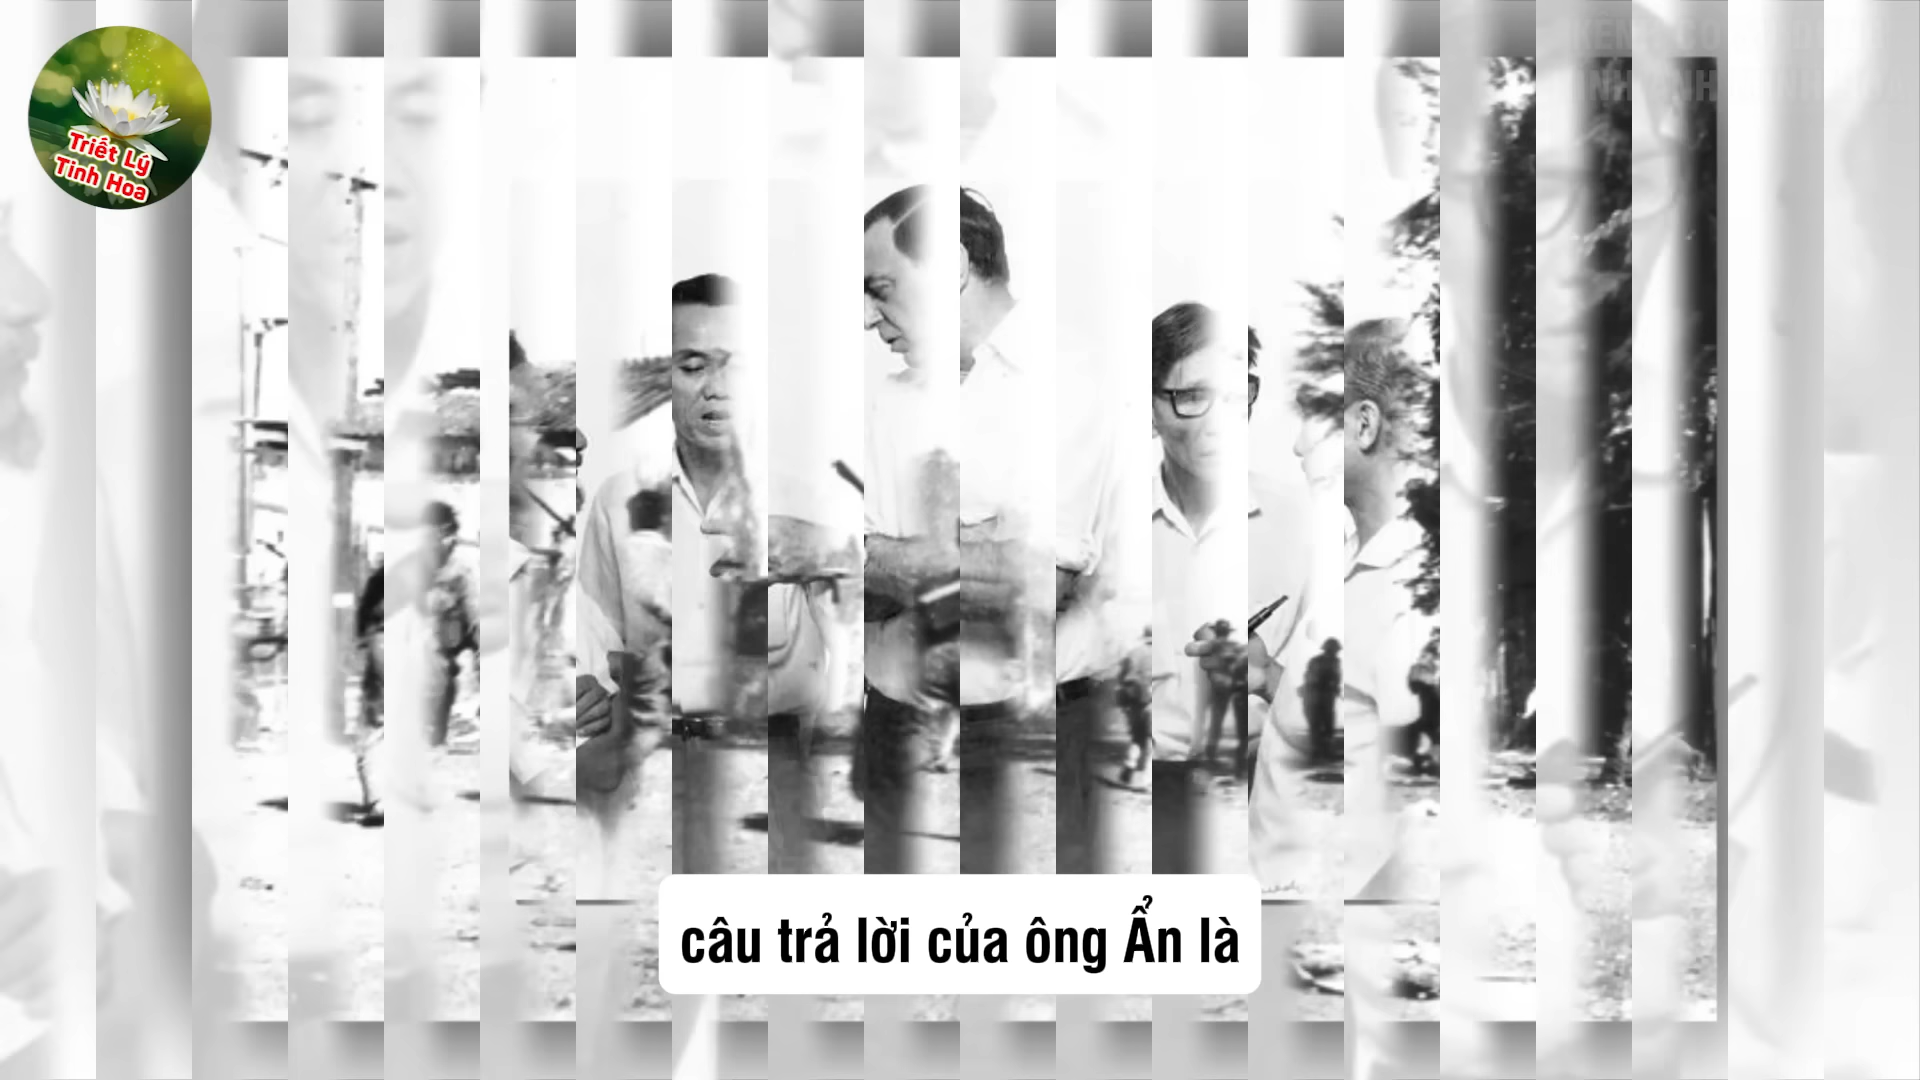 Triết Lý
Tinh Hoa
câu trả lời của ông Ẩn là